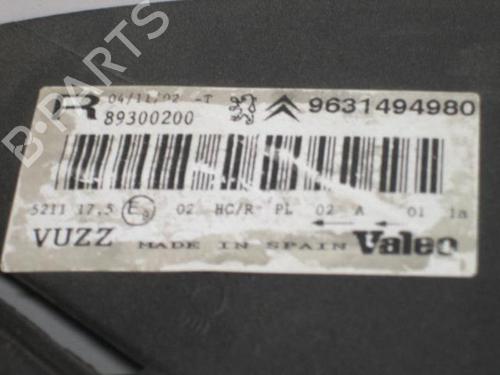 R 04/11/02 -T 9631494980
89300200
5211 17.5 02 HC/R PL 02 A 01 1a
VUZZ MADE IN SPAIN Valeo
B-PARTS